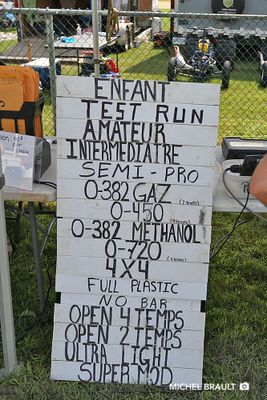 ENFANT
TEST RUN
AMATEUR
INTERMEDIATRE
SEMI-PRO
0-382 GAZ
0-450
0-382 METHANOL
0-720
4X4
FULL PLASTIC
NO BAR
OPEN 4 TEMPS
OPEN 2 TEMPS
ULTRA LIGHT
SUPER MOD
MICHEL BRAULT